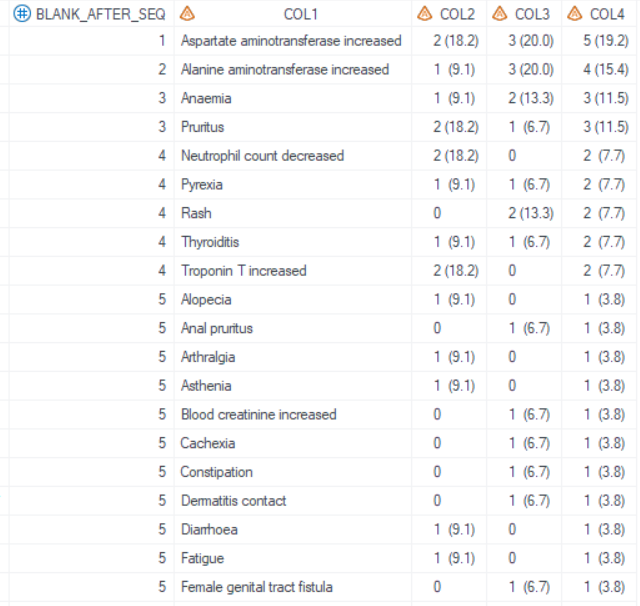 BLANK_AFTER_SEQ COL1 COL2 COL3 COL4
1 Aspartate aminotransferase increased 2 (18.2) 3 (20.0) 5 (19.2)
2 Alanine aminotransferase increased 1 (9.1) 3 (20.0) 4 (15.4)
3 Anaemia 1 (9.1) 2 (13.3) 3 (11.5)
3 Pruritus 2 (18.2) 1 (6.7) 3 (11.5)
4 Neutrophil count decreased 2 (18.2) 0 2 (7.7)
4 Pyrexia 1 (9.1) 1 (6.7) 2 (7.7)
4 Rash 0 2 (13.3) 2 (7.7)
4 Thyroiditis 1 (9.1) 1 (6.7) 2 (7.7)
4 Troponin T increased 2 (18.2) 0 2 (7.7)
5 Alopecia 1 (9.1) 0 1 (3.8)
5 Anal pruritus 0 1 (6.7) 1 (3.8)
5 Arthralgia 1 (9.1) 0 1 (3.8)
5 Asthenia 1 (9.1) 0 1 (3.8)
5 Blood creatinine increased 0 1 (6.7) 1 (3.8)
5 Cachexia 0 1 (6.7) 1 (3.8)
5 Constipation 0 1 (6.7) 1 (3.8)
5 Dermatitis contact 0 1 (6.7) 1 (3.8)
5 Diarrhoea 1 (9.1) 0 1 (3.8)
5 Fatigue 1 (9.1) 0 1 (3.8)
5 Female genital tract fistula 0 1 (6.7) 1 (3.8)